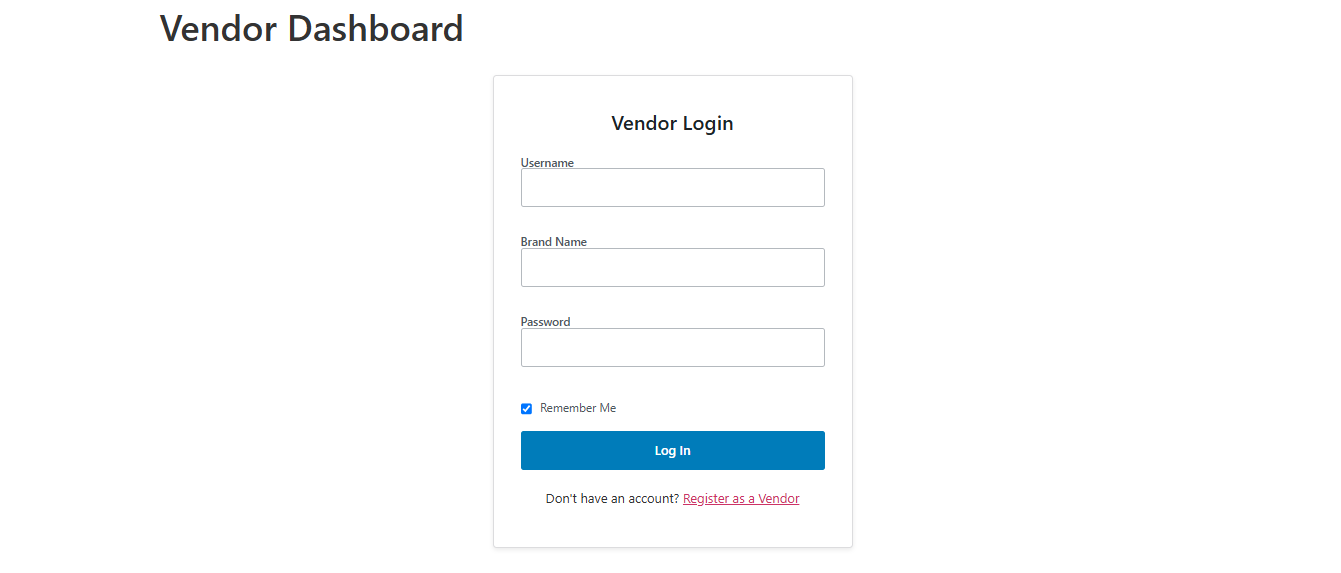 Vendor Dashboard
Vendor Login
Username
Brand Name
Password
Remember Me
Log In
Don't have an account? Register as a Vendor